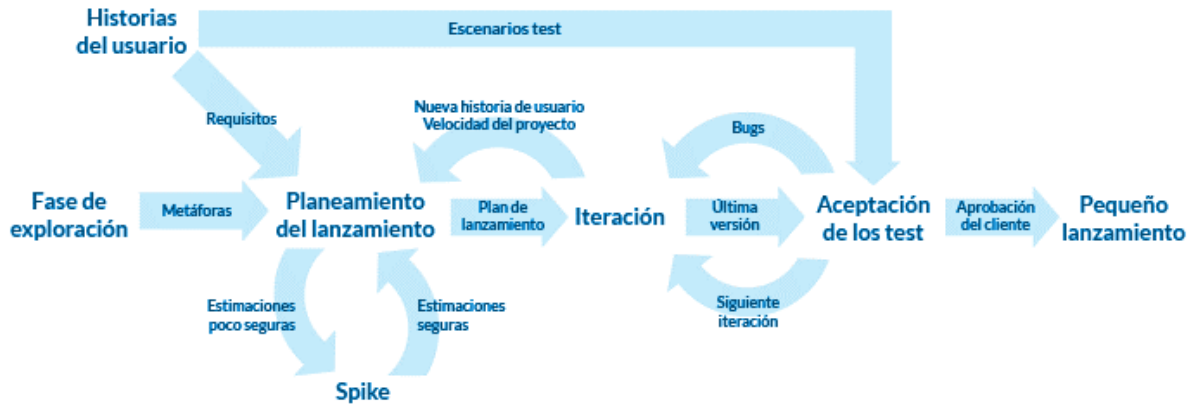 Historias
del usuario
Escenarios test
Requisitos
Nueva historia de usuario
Velocidad del proyecto
Bugs
Fase de
exploración
Metáforas
Planeamiento
del lanzamiento
Plan de
lanzamiento
Iteración
Última
versión
Aceptación
de los test
Aprobación
del cliente
Pequeño
lanzamiento
Estimaciones
poco seguras
Estimaciones
seguras
Siguiente
iteración
Spike